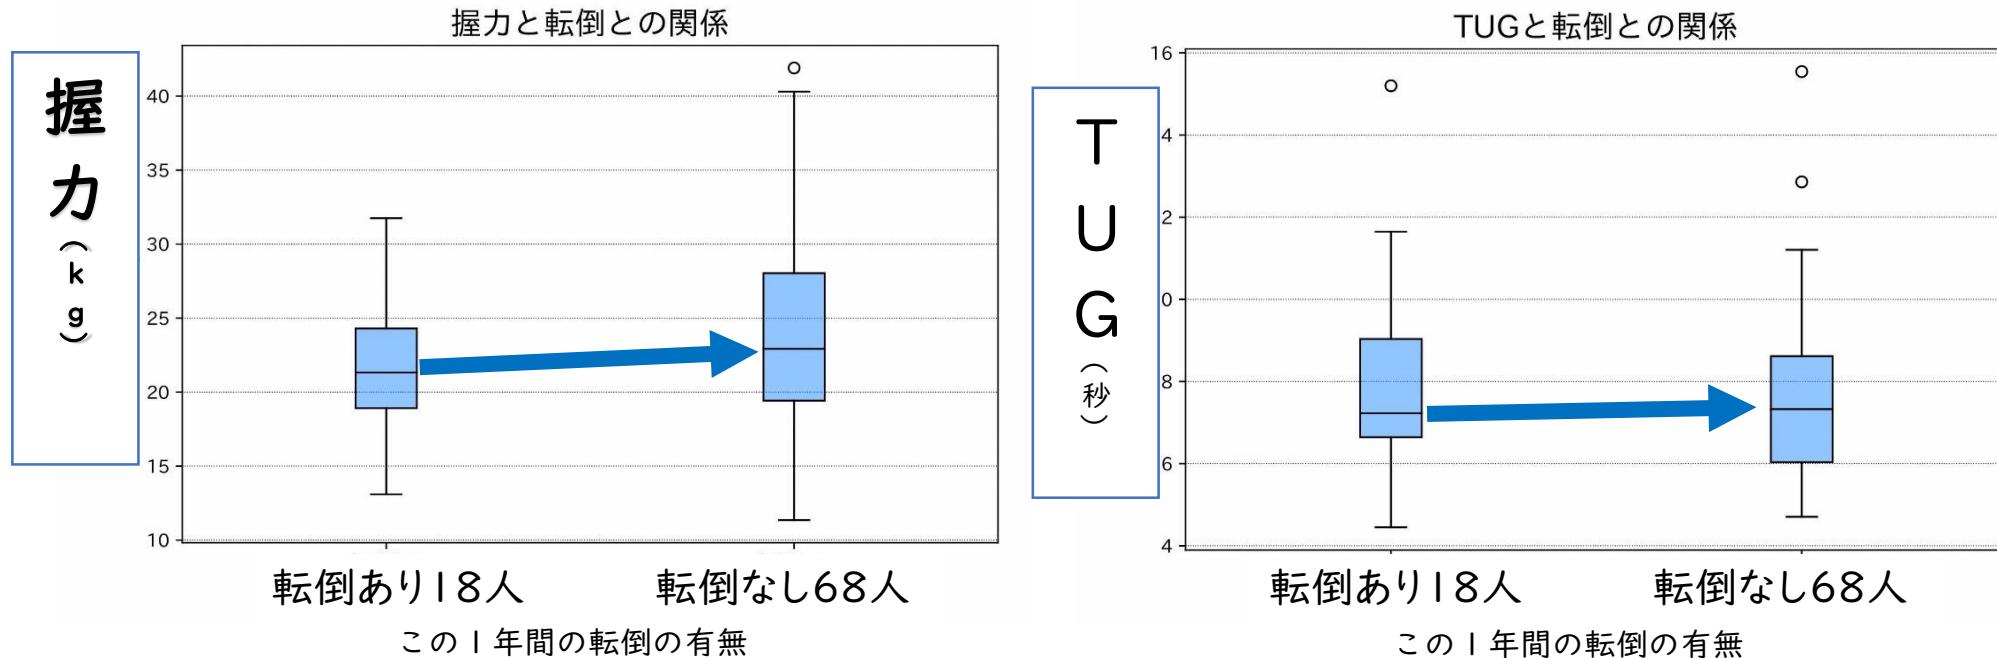 握力と転倒との関係
握力(kg)
40
35
30
25
20
15
10
転倒あり18人
転倒なし68人
この1年間の転倒の有無
TUGと転倒との関係
TUG(秒)
16
4
2
0
8
6
4
転倒あり18人
転倒なし68人
この1年間の転倒の有無